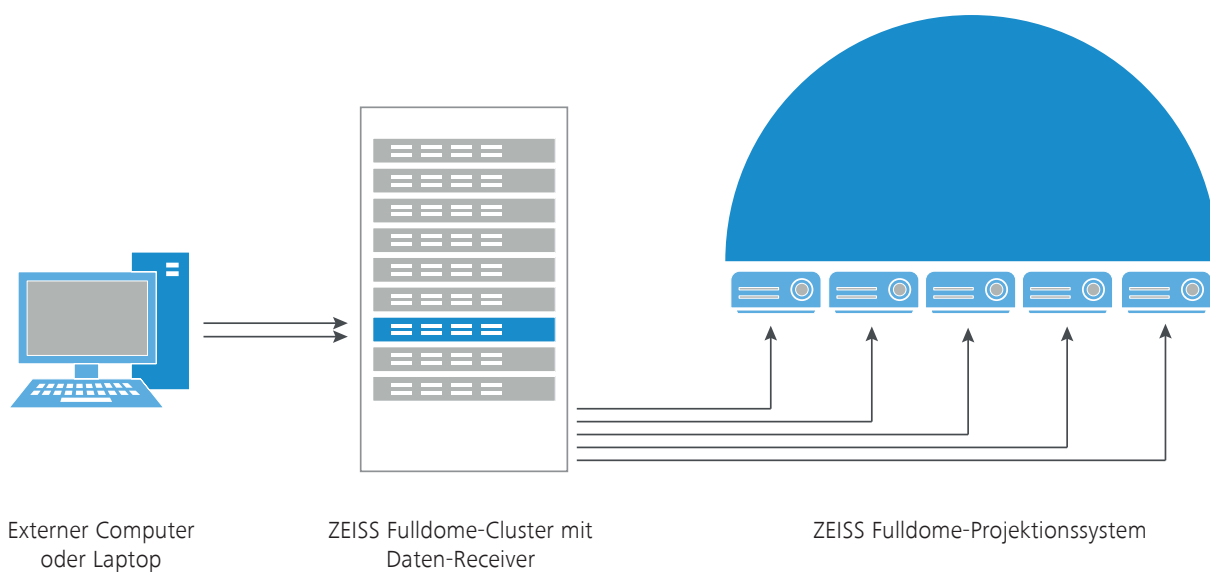 Externer Computer
oder Laptop
ZEISS Fulldome-Cluster mit
Daten-Receiver
ZEISS Fulldome-Projektionssystem